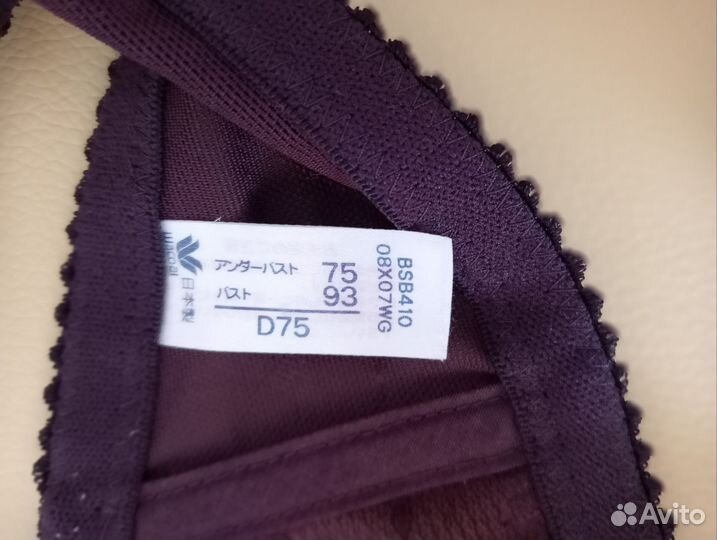 Wacoal
日本製
アンダーバスト 75
バスト 93
D75
BSB410
08X07WG
Avito